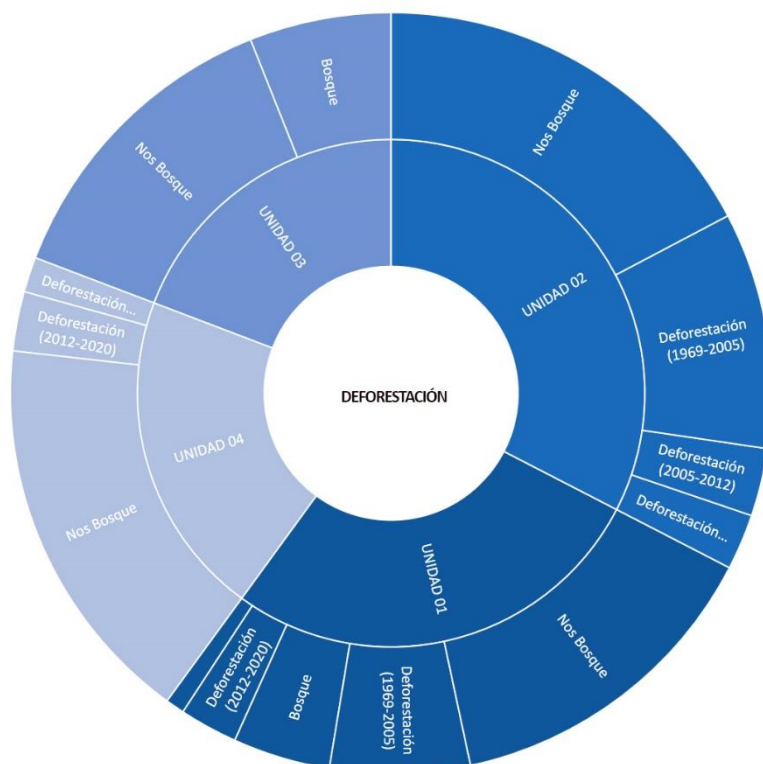 DEFORESTACIÓN
UNIDAD 02
Nos Bosque
Deforestación
(1969-2005)
Deforestación
(2005-2012)
Deforestación...
UNIDAD 01
Nos Bosque
Deforestación
(1969-2005)
Bosque
Deforestación
(2012-2020)
UNIDAD 04
Nos Bosque
Deforestación
(2012-2020)
Deforestación...
UNIDAD 03
Nos Bosque
Bosque